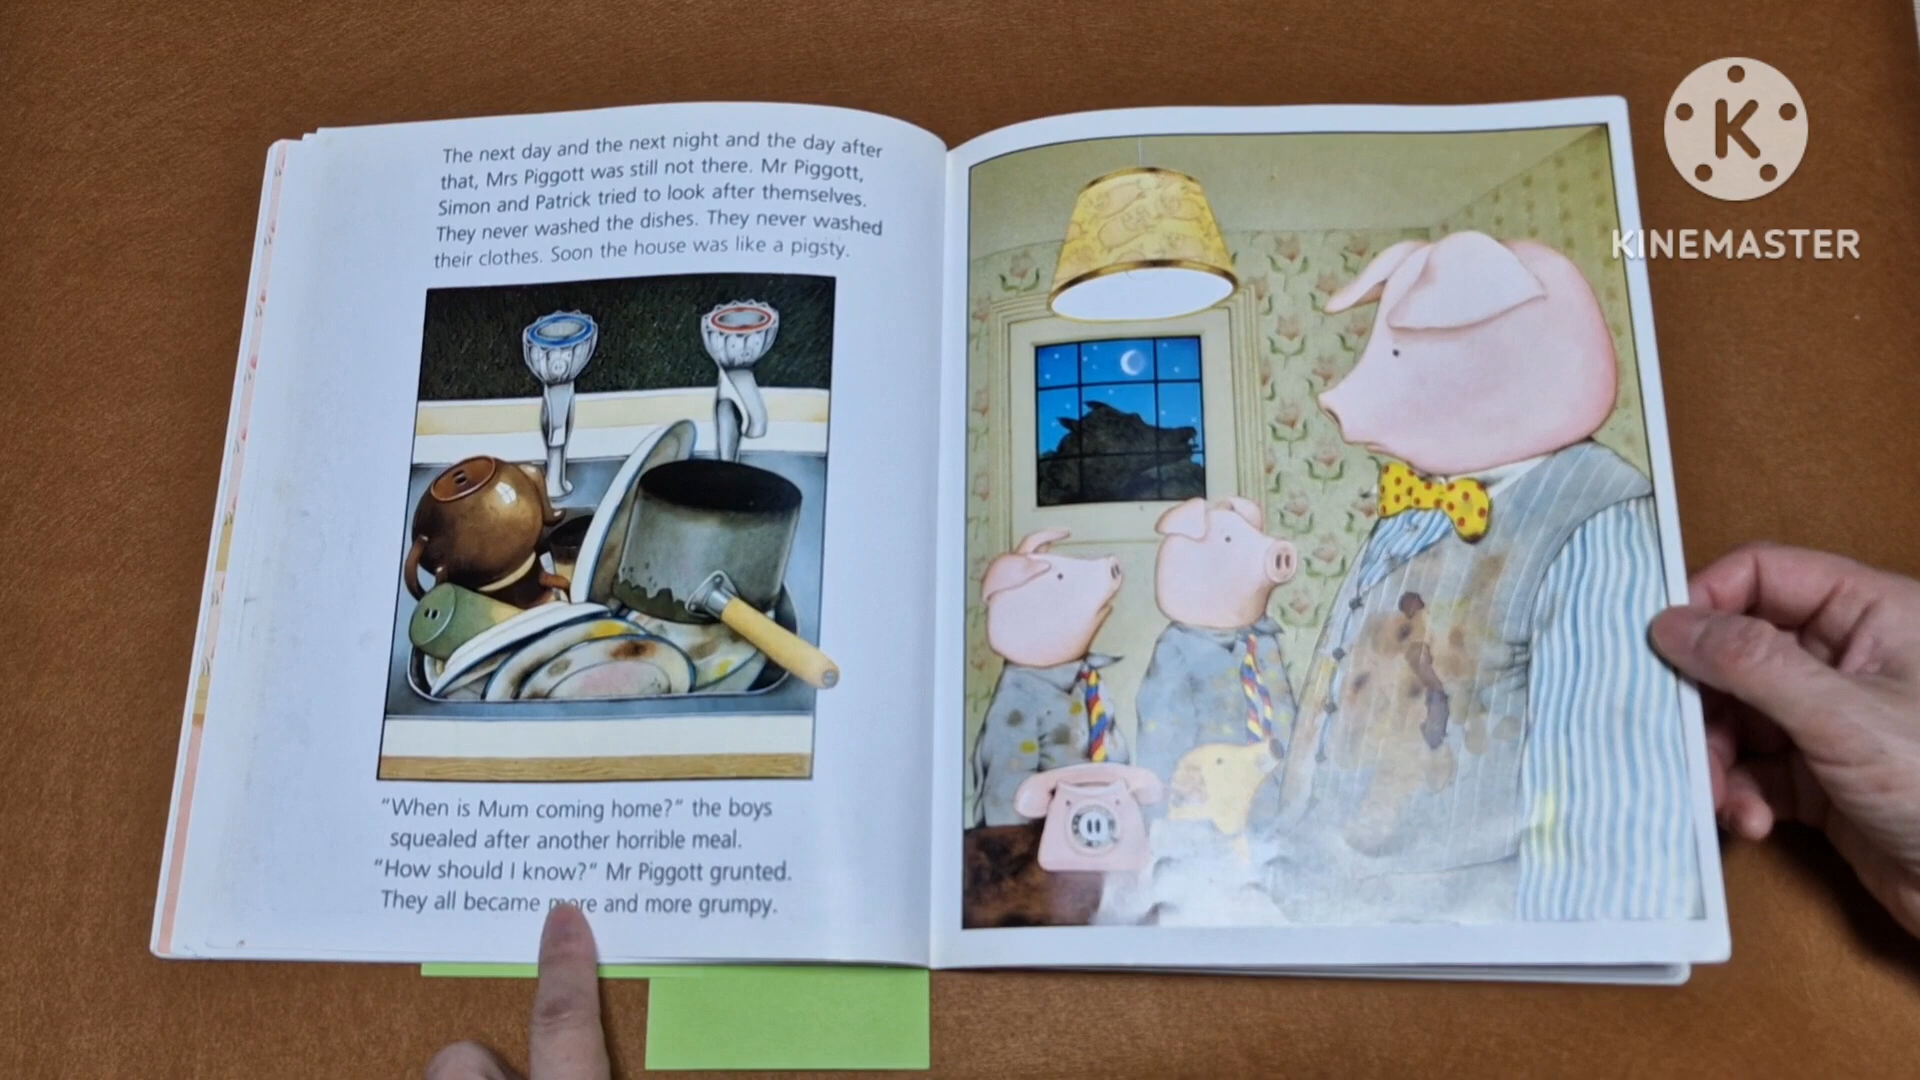 The next day and the next night and the day after
that, Mrs Piggott was still not there. Mr Piggott,
Simon and Patrick tried to look after themselves.
They never washed the dishes. They never washed
their clothes. Soon the house was like a pigsty.
"When is Mum coming home?" the boys
squealed after another horrible meal.
"How should I know?" Mr Piggott grunted.
They all became more and more grumpy.
K
KINEMASTER